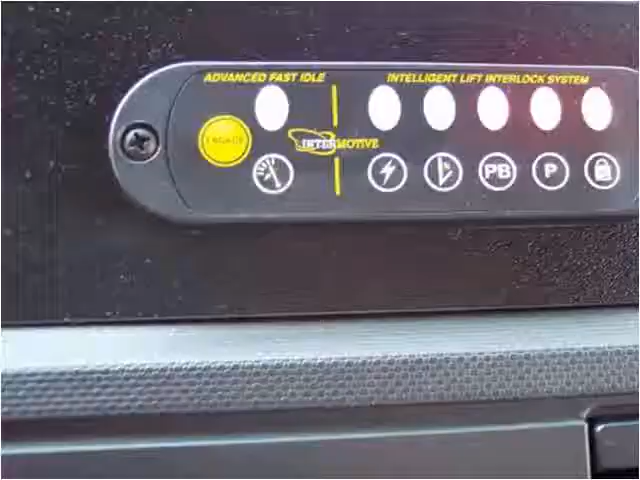 ADVANCED FAST IDLE
INTELLIGENT LIFT INTERLOCK SYSTEM
INTERMOTIVE
PB
P